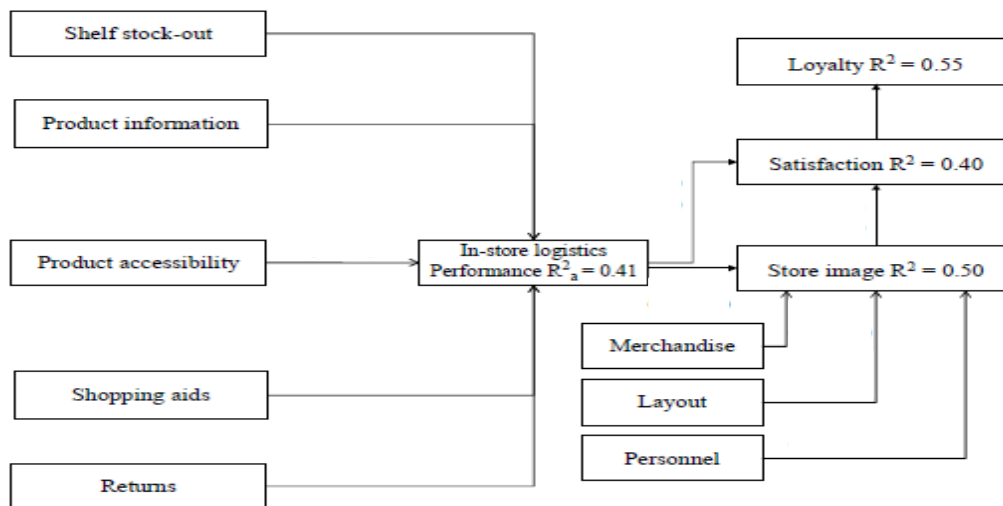 Shelf stock-out
Product information
Product accessibility
Shopping aids
Returns
In-store logistics
Performance R²ₐ = 0.41
Loyalty R² = 0.55
Satisfaction R² = 0.40
Store image R² = 0.50
Merchandise
Layout
Personnel